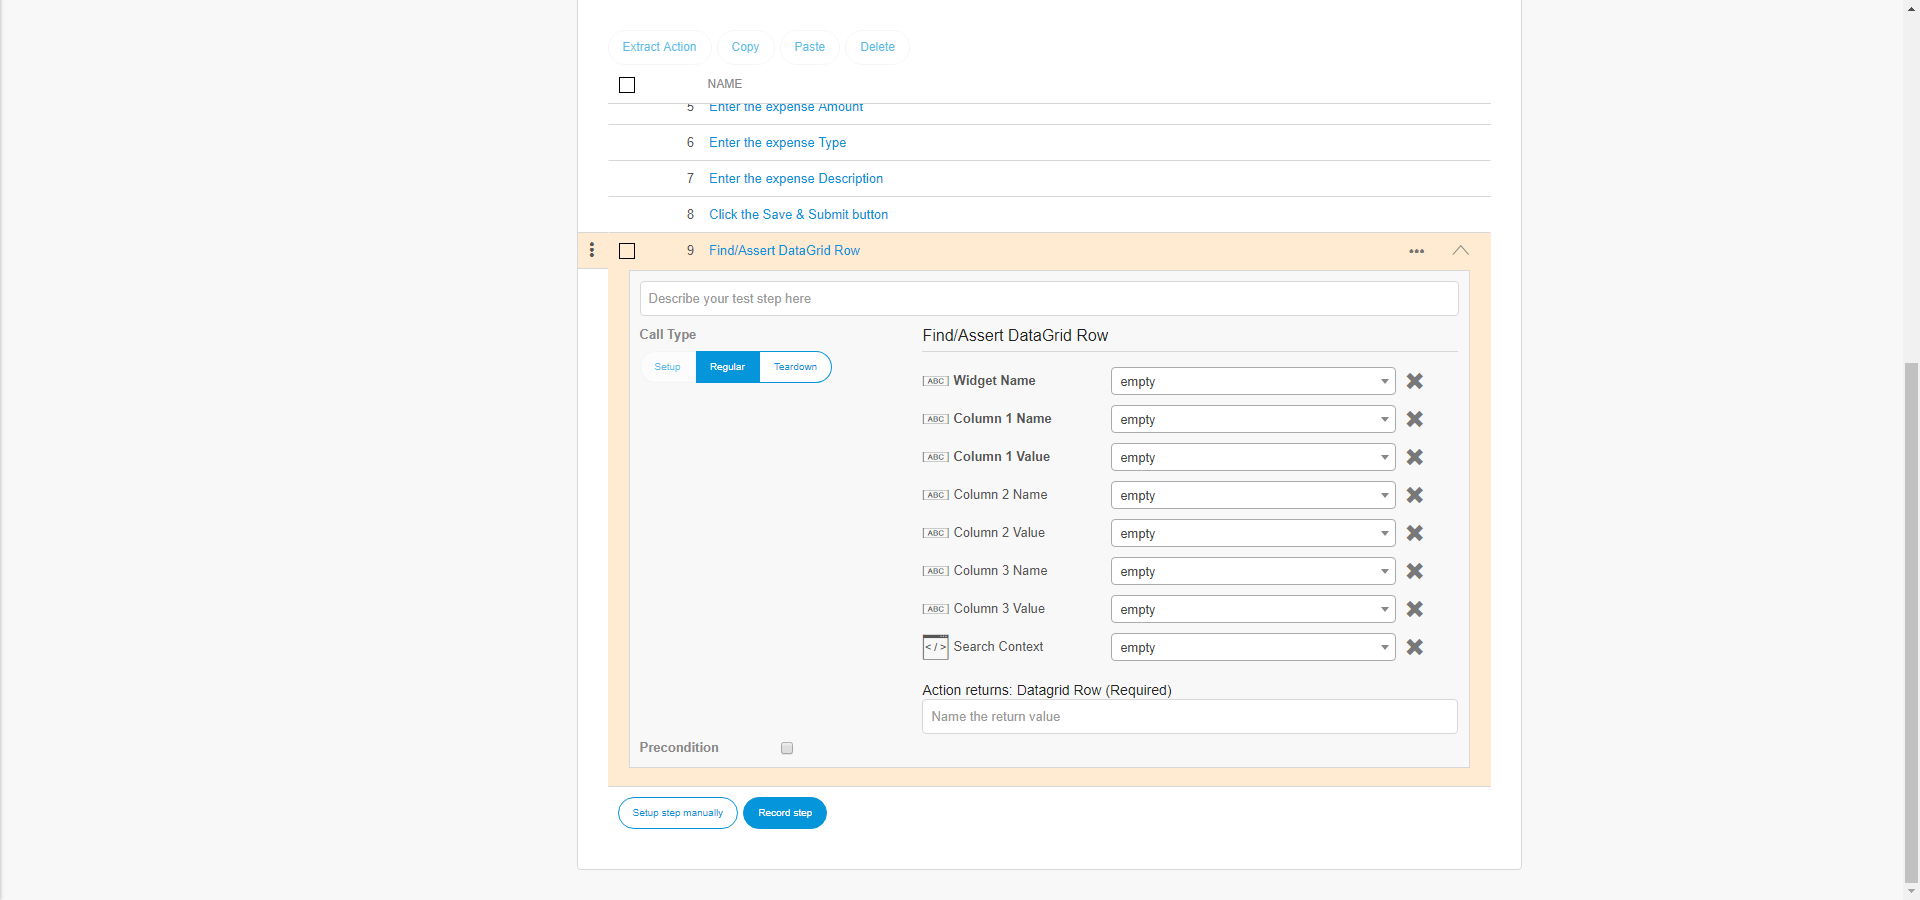 Extract Action Copy Paste Delete
NAME
5 Enter the expense Amount
6 Enter the expense Type
7 Enter the expense Description
8 Click the Save & Submit button
9 Find/Assert DataGrid Row
Describe your test step here
Call Type
Setup Regular Teardown
Find/Assert DataGrid Row
ABC Widget Name empty
ABC Column 1 Name empty
ABC Column 1 Value empty
ABC Column 2 Name empty
ABC Column 2 Value empty
ABC Column 3 Name empty
ABC Column 3 Value empty
</> Search Context empty
Action returns: Datagrid Row (Required)
Name the return value
Precondition
Setup step manually Record step